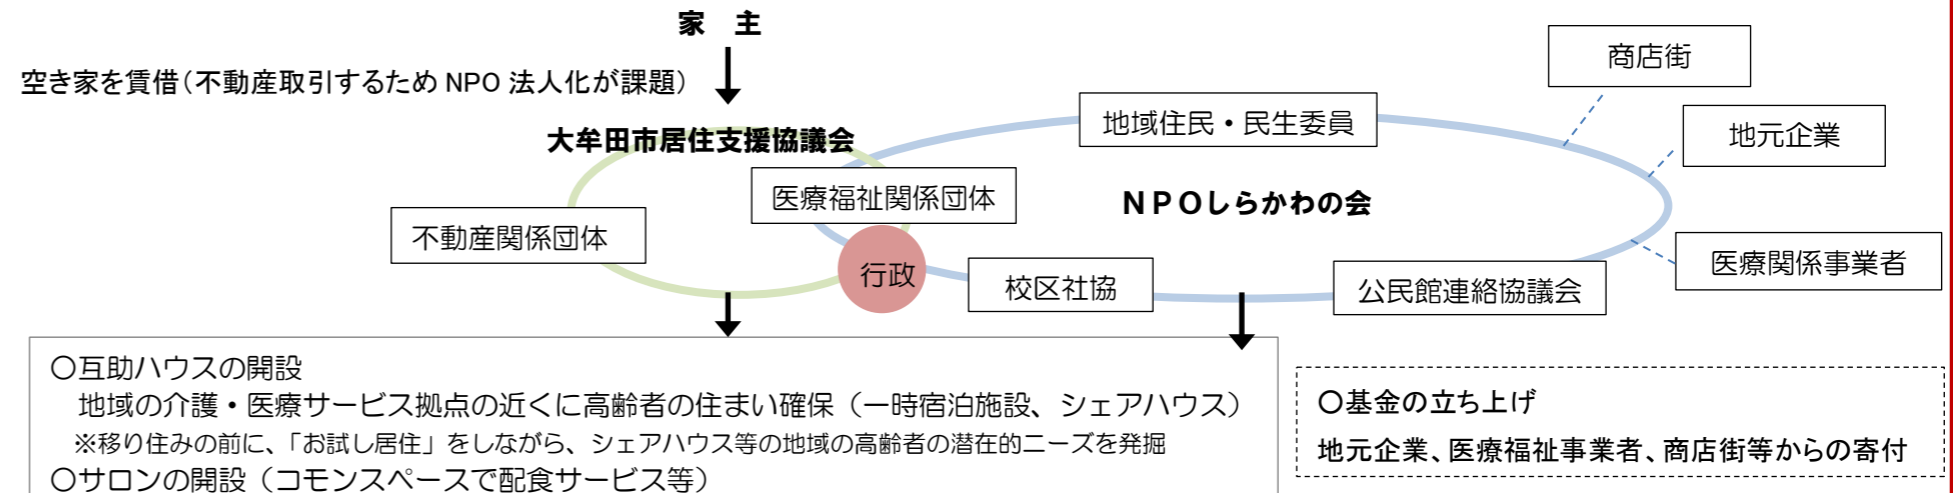 家　主
空き家を賃借（不動産取引するため NPO 法人化が課題）
大牟田市居住支援協議会
不動産関係団体
医療福祉関係団体
行政
地域住民・民生委員
ＮＰＯしらかわの会
校区社協
公民館連絡協議会
商店街
地元企業
医療関係事業者
〇互助ハウスの開設
地域の介護・医療サービス拠点の近くに高齢者の住まい確保（一時宿泊施設、シェアハウス）
※移り住みの前に、「お試し居住」をしながら、シェアハウス等の地域の高齢者の潜在的ニーズを発掘
〇サロンの開設（コモンスペースで配食サービス等）
〇基金の立ち上げ
地元企業、医療福祉事業者、商店街等からの寄付